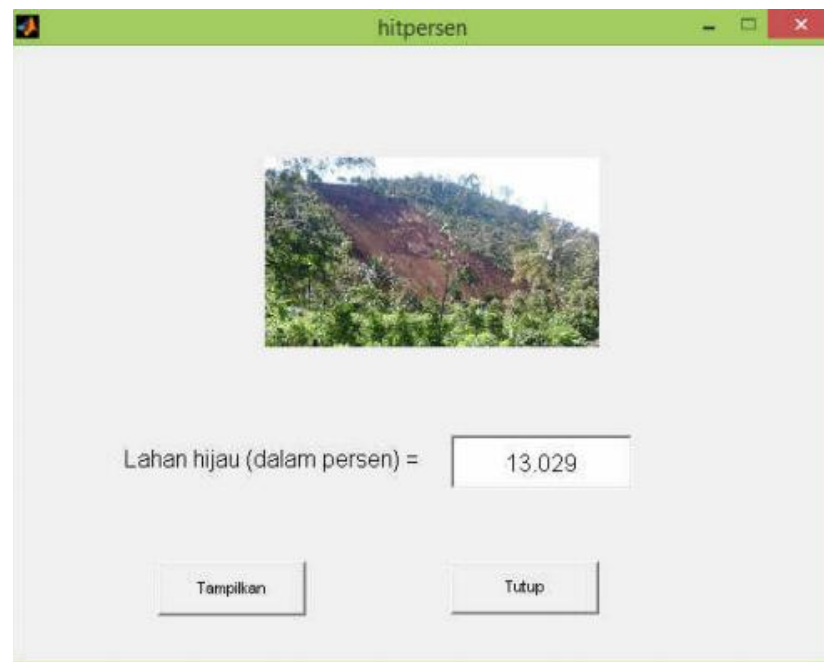 hitpersen
Lahan hijau (dalam persen) = 13.029
Tampilkan Tutup